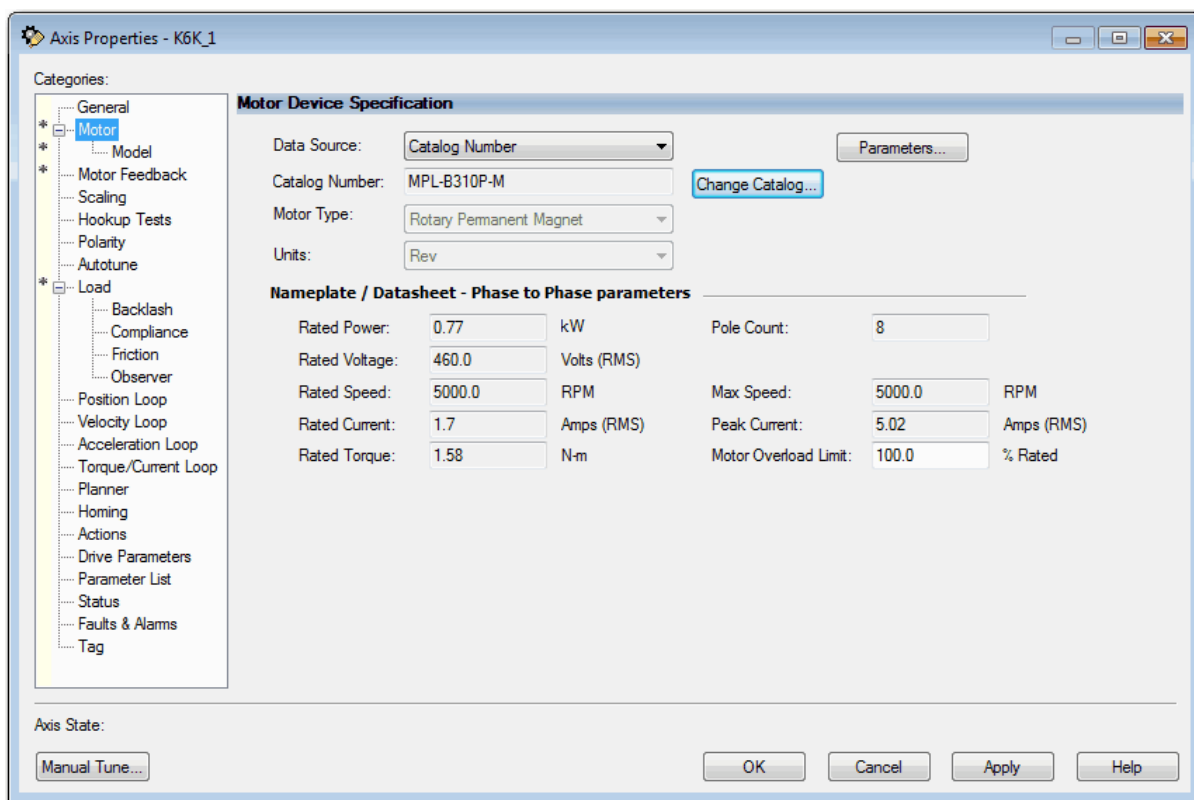 Axis Properties - K6K_1
Categories:
General
* Motor
* Model
* Motor Feedback
Scaling
Hookup Tests
Polarity
Autotune
* Load
Backlash
Compliance
Friction
Observer
Position Loop
Velocity Loop
Acceleration Loop
Torque/Current Loop
Planner
Homing
Actions
Drive Parameters
Parameter List
Status
Faults & Alarms
Tag
Motor Device Specification
Data Source: Catalog Number Parameters...
Catalog Number: MPL-B310P-M Change Catalog...
Motor Type: Rotary Permanent Magnet
Units: Rev
Nameplate / Datasheet - Phase to Phase parameters
Rated Power: 0.77 kW Pole Count: 8
Rated Voltage: 460.0 Volts (RMS)
Rated Speed: 5000.0 RPM Max Speed: 5000.0 RPM
Rated Current: 1.7 Amps (RMS) Peak Current: 5.02 Amps (RMS)
Rated Torque: 1.58 N-m Motor Overload Limit: 100.0 % Rated
Axis State:
Manual Tune... OK Cancel Apply Help